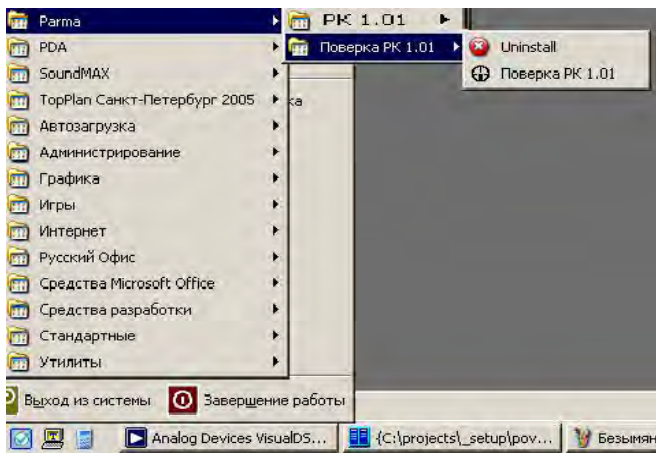 Parma
PK 1.01
PDA
Поверка РК 1.01
Uninstall
SoundMAX
Поверка РК 1.01
TopPlan Санкт-Петербург 2005
ка
Автозагрузка
Администрирование
Графика
Игры
Интернет
Русский Офис
Средства Microsoft Office
Средства разработки
Стандартные
Утилиты
Выход из системы Завершение работы
Analog Devices VisualDS... {C:\projects\_setup\pov... Безымян